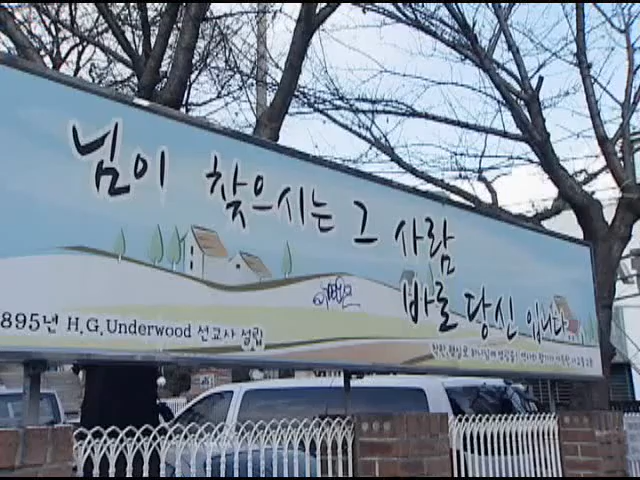 님이 찾으시는 그 사람
바로 당신 입니다
895년 H.G.Underwood 선교사 설립